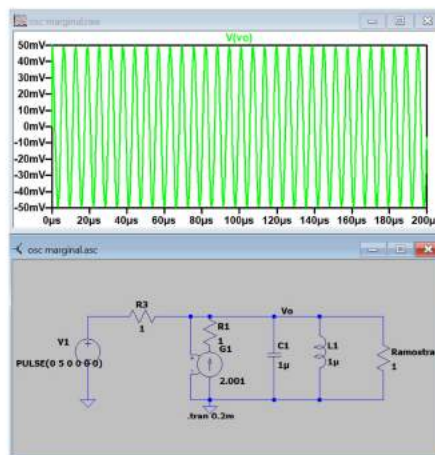 osc marginal.raw
V(vo)
50mV
40mV
30mV
20mV
10mV
0mV
-10mV
-20mV
-30mV
-40mV
-50mV
0µs 20µs 40µs 60µs 80µs 100µs 120µs 140µs 160µs 180µs 200µs
osc marginal.asc
R3
1
V1
PULSE(0 5 0 0 0 0)
R1
1
G1
2.001
Vo
C1
1µ
L1
1µ
Ramostra
1
.tran 0.2m